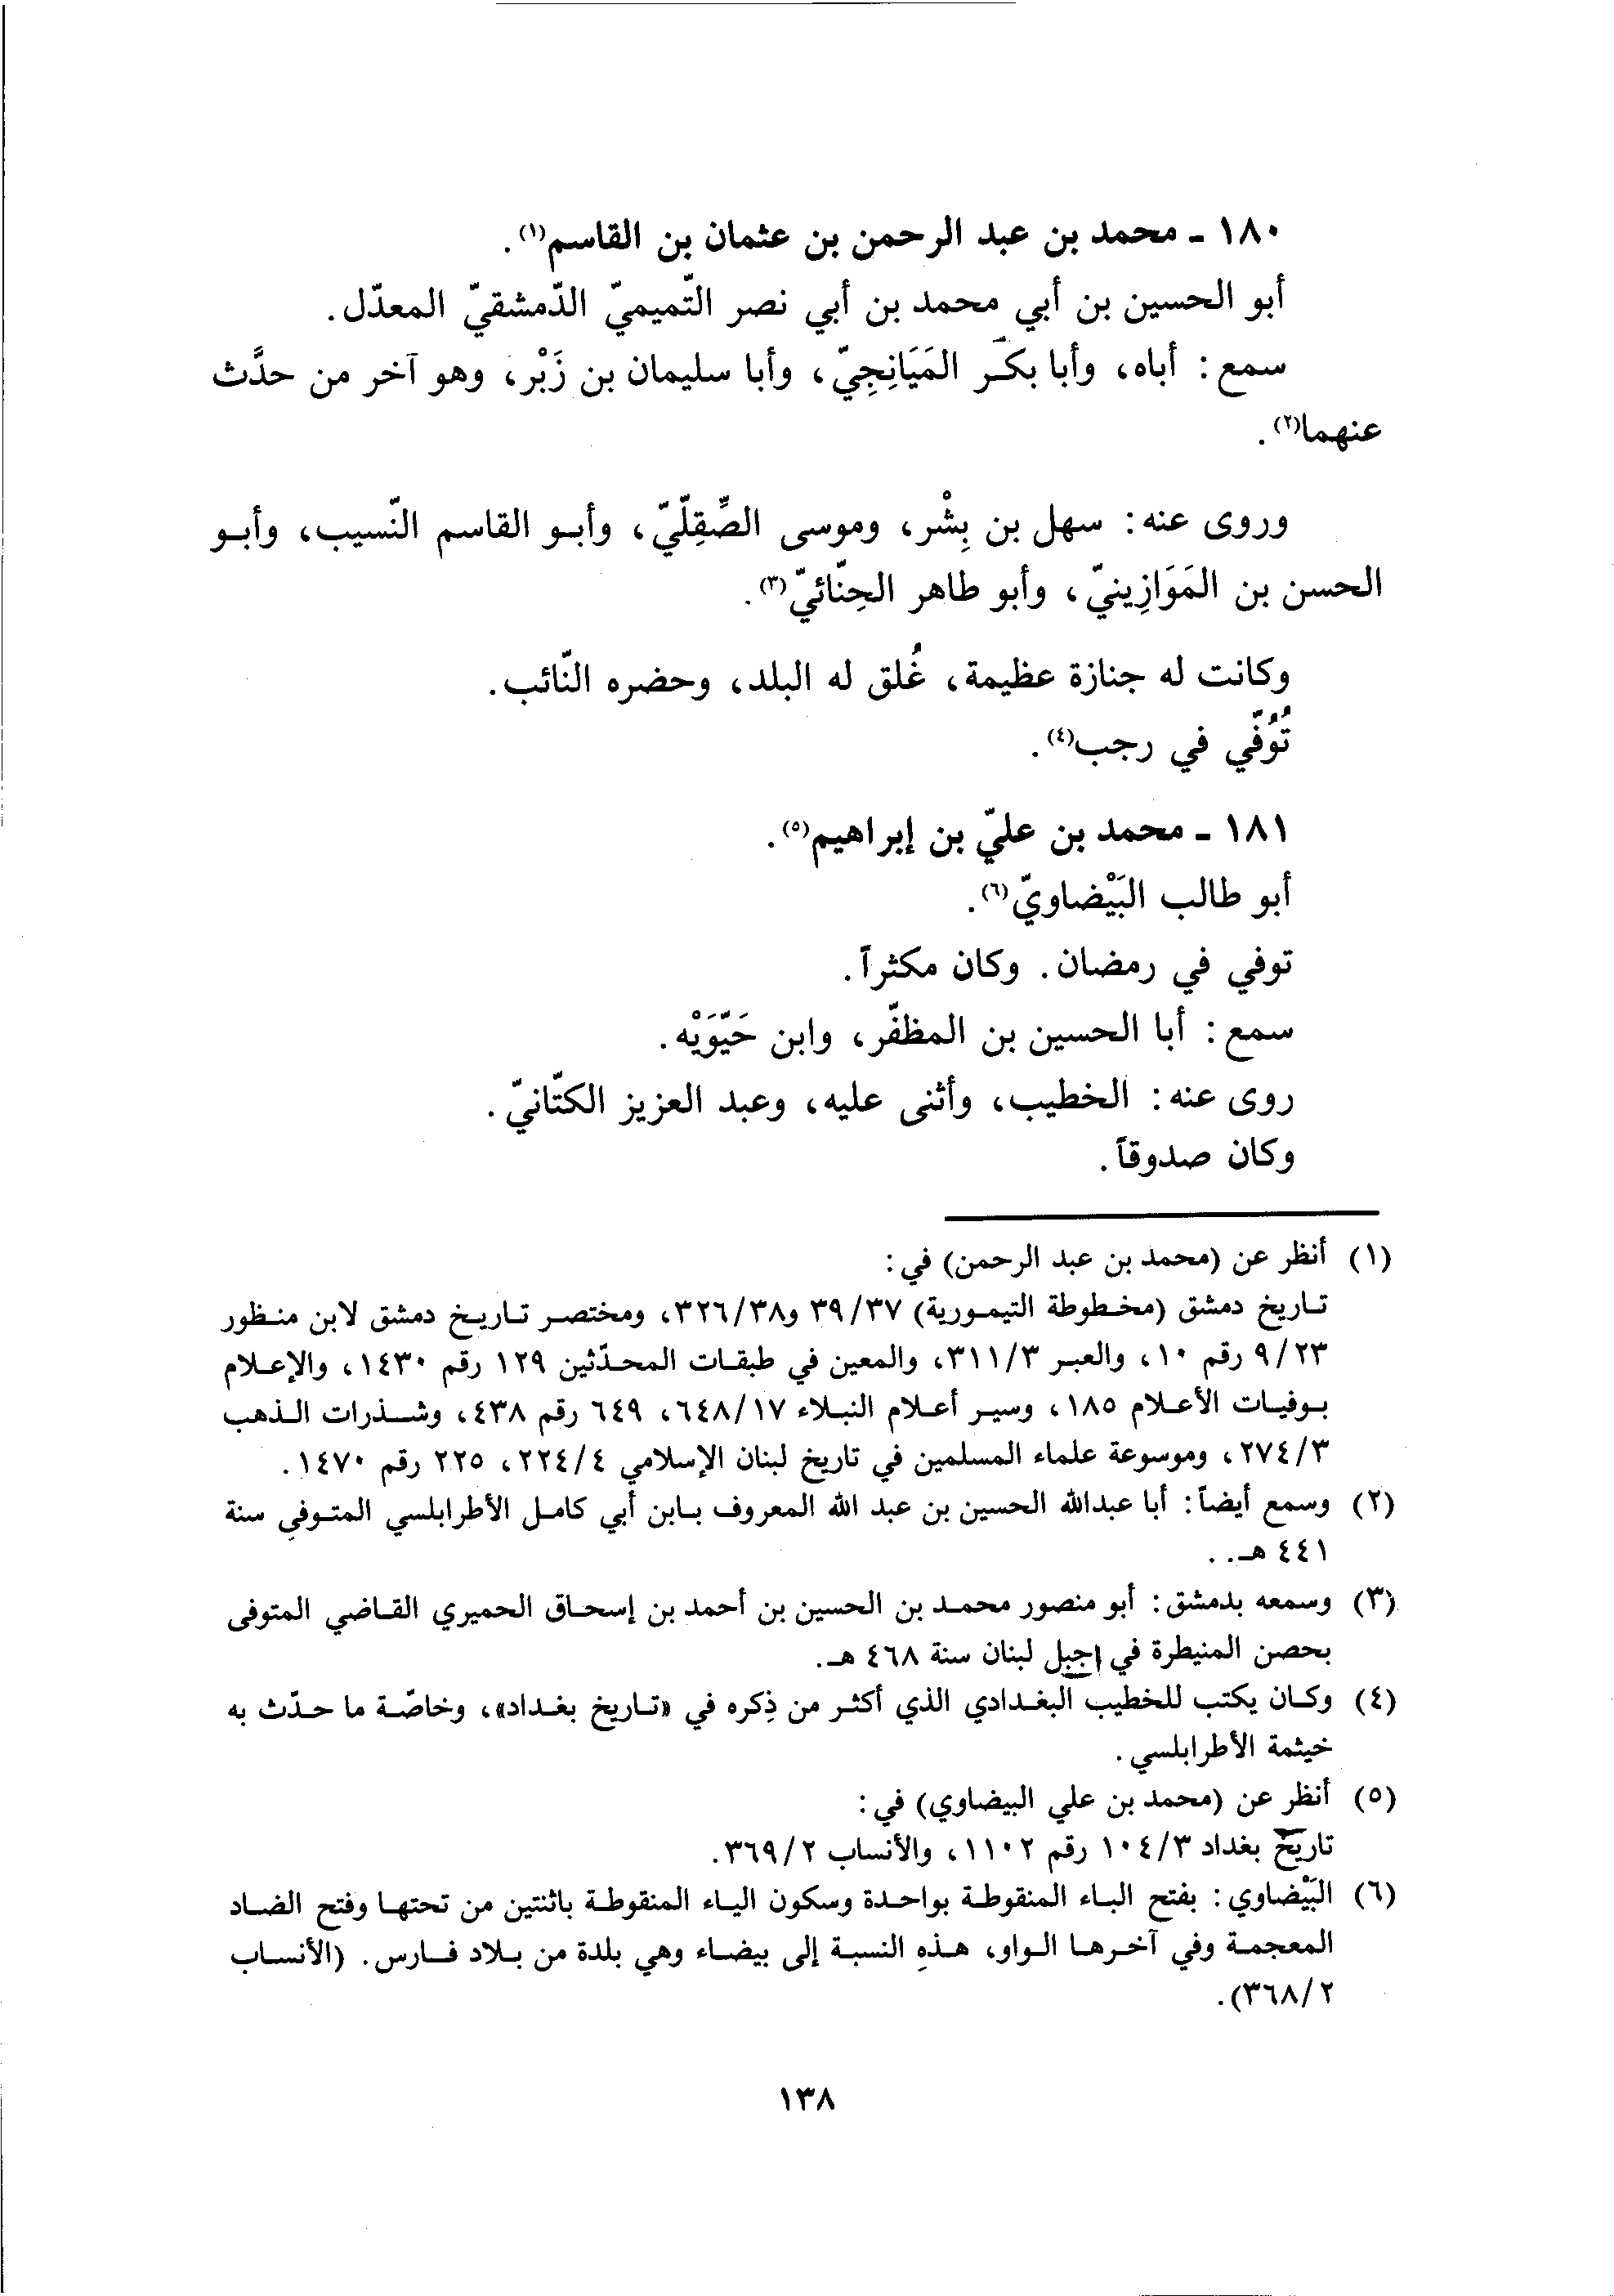 ١٨٠ - محمد بن عبد الرحمن بن عثمان بن القاسم(١).
أبو الحسين بن أبي محمد بن أبي نصر التّميميّ الدّمشقيّ المعدّل.
سمع: أباه، وأبا بكر المَيَانِجِيّ، وأبا سليمان بن زَبْر، وهو آخر من حدَّث
عنهما(٢).
وروى عنه: سهل بن بِشْر، وموسى الصِّقِلّيّ، وأبو القاسم النّسيب، وأبو
الحسن بن المَوَازِينيّ، وأبو طاهر الحِنّائيّ(٣).
وكانت له جنازة عظيمة، غُلق له البلد، وحضره النّائب.
تُوُفّي في رجب(٤).
١٨١ - محمد بن عليّ بن إبراهيم(٥).
أبو طالب البَيْضاويّ(٦).
توفي في رمضان. وكان مكثراً.
سمع: أبا الحسين بن المظفّر، وابن حَيّوَيْه.
روى عنه: الخطيب، وأثنى عليه، وعبد العزيز الكتّانيّ.
وكان صدوقاً.
(١) أنظر عن (محمد بن عبد الرحمن) في:
تاريخ دمشق (مخطوطة التيمورية) ٣٩/٣٧ و٣٢٦/٣٨، ومختصر تاريخ دمشق لابن منظور
٩/٢٣ رقم ١٠، والعبر ٣١١/٣، والمعين في طبقات المحدّثين ١٢٩ رقم ١٤٣٠، والإعلام
بوفيات الأعلام ١٨٥، وسير أعلام النبلاء ٦٤٨/١٧، ٦٤٩ رقم ٤٣٨، وشذرات الذهب
٢٧٤/٣، وموسوعة علماء المسلمين في تاريخ لبنان الإسلامي ٢٢٤/٤، ٢٢٥ رقم ١٤٧٠.
(٢) وسمع أيضاً: أبا عبدالله الحسين بن عبد الله المعروف بابن أبي كامل الأطرابلسي المتوفي سنة
٤٤١ هـ..
(٣) وسمعه بدمشق: أبو منصور محمد بن الحسين بن أحمد بن إسحاق الحميري القاضي المتوفى
بحصن المنيطرة في اجبل لبنان سنة ٤٦٨ هـ.
(٤) وكان يكتب للخطيب البغدادي الذي أكثر من ذِكره في «تاريخ بغداد»، وخاصّة ما حدّث به
خيثمة الأطرابلسي.
(٥) أنظر عن (محمد بن علي البيضاوي) في:
تاريخ بغداد ١٠٤/٣ رقم ١١٠٢، والأنساب ٣٦٩/٢.
(٦) البَيْضاوي: بفتح الباء المنقوطة بواحدة وسكون الياء المنقوطة باثنتين من تحتها وفتح الضاد
المعجمة وفي آخرها الواو، هذه النسبة إلى بيضاء وهي بلدة من بلاد فارس. (الأنساب
٣٦٨/٢).
١٣٨